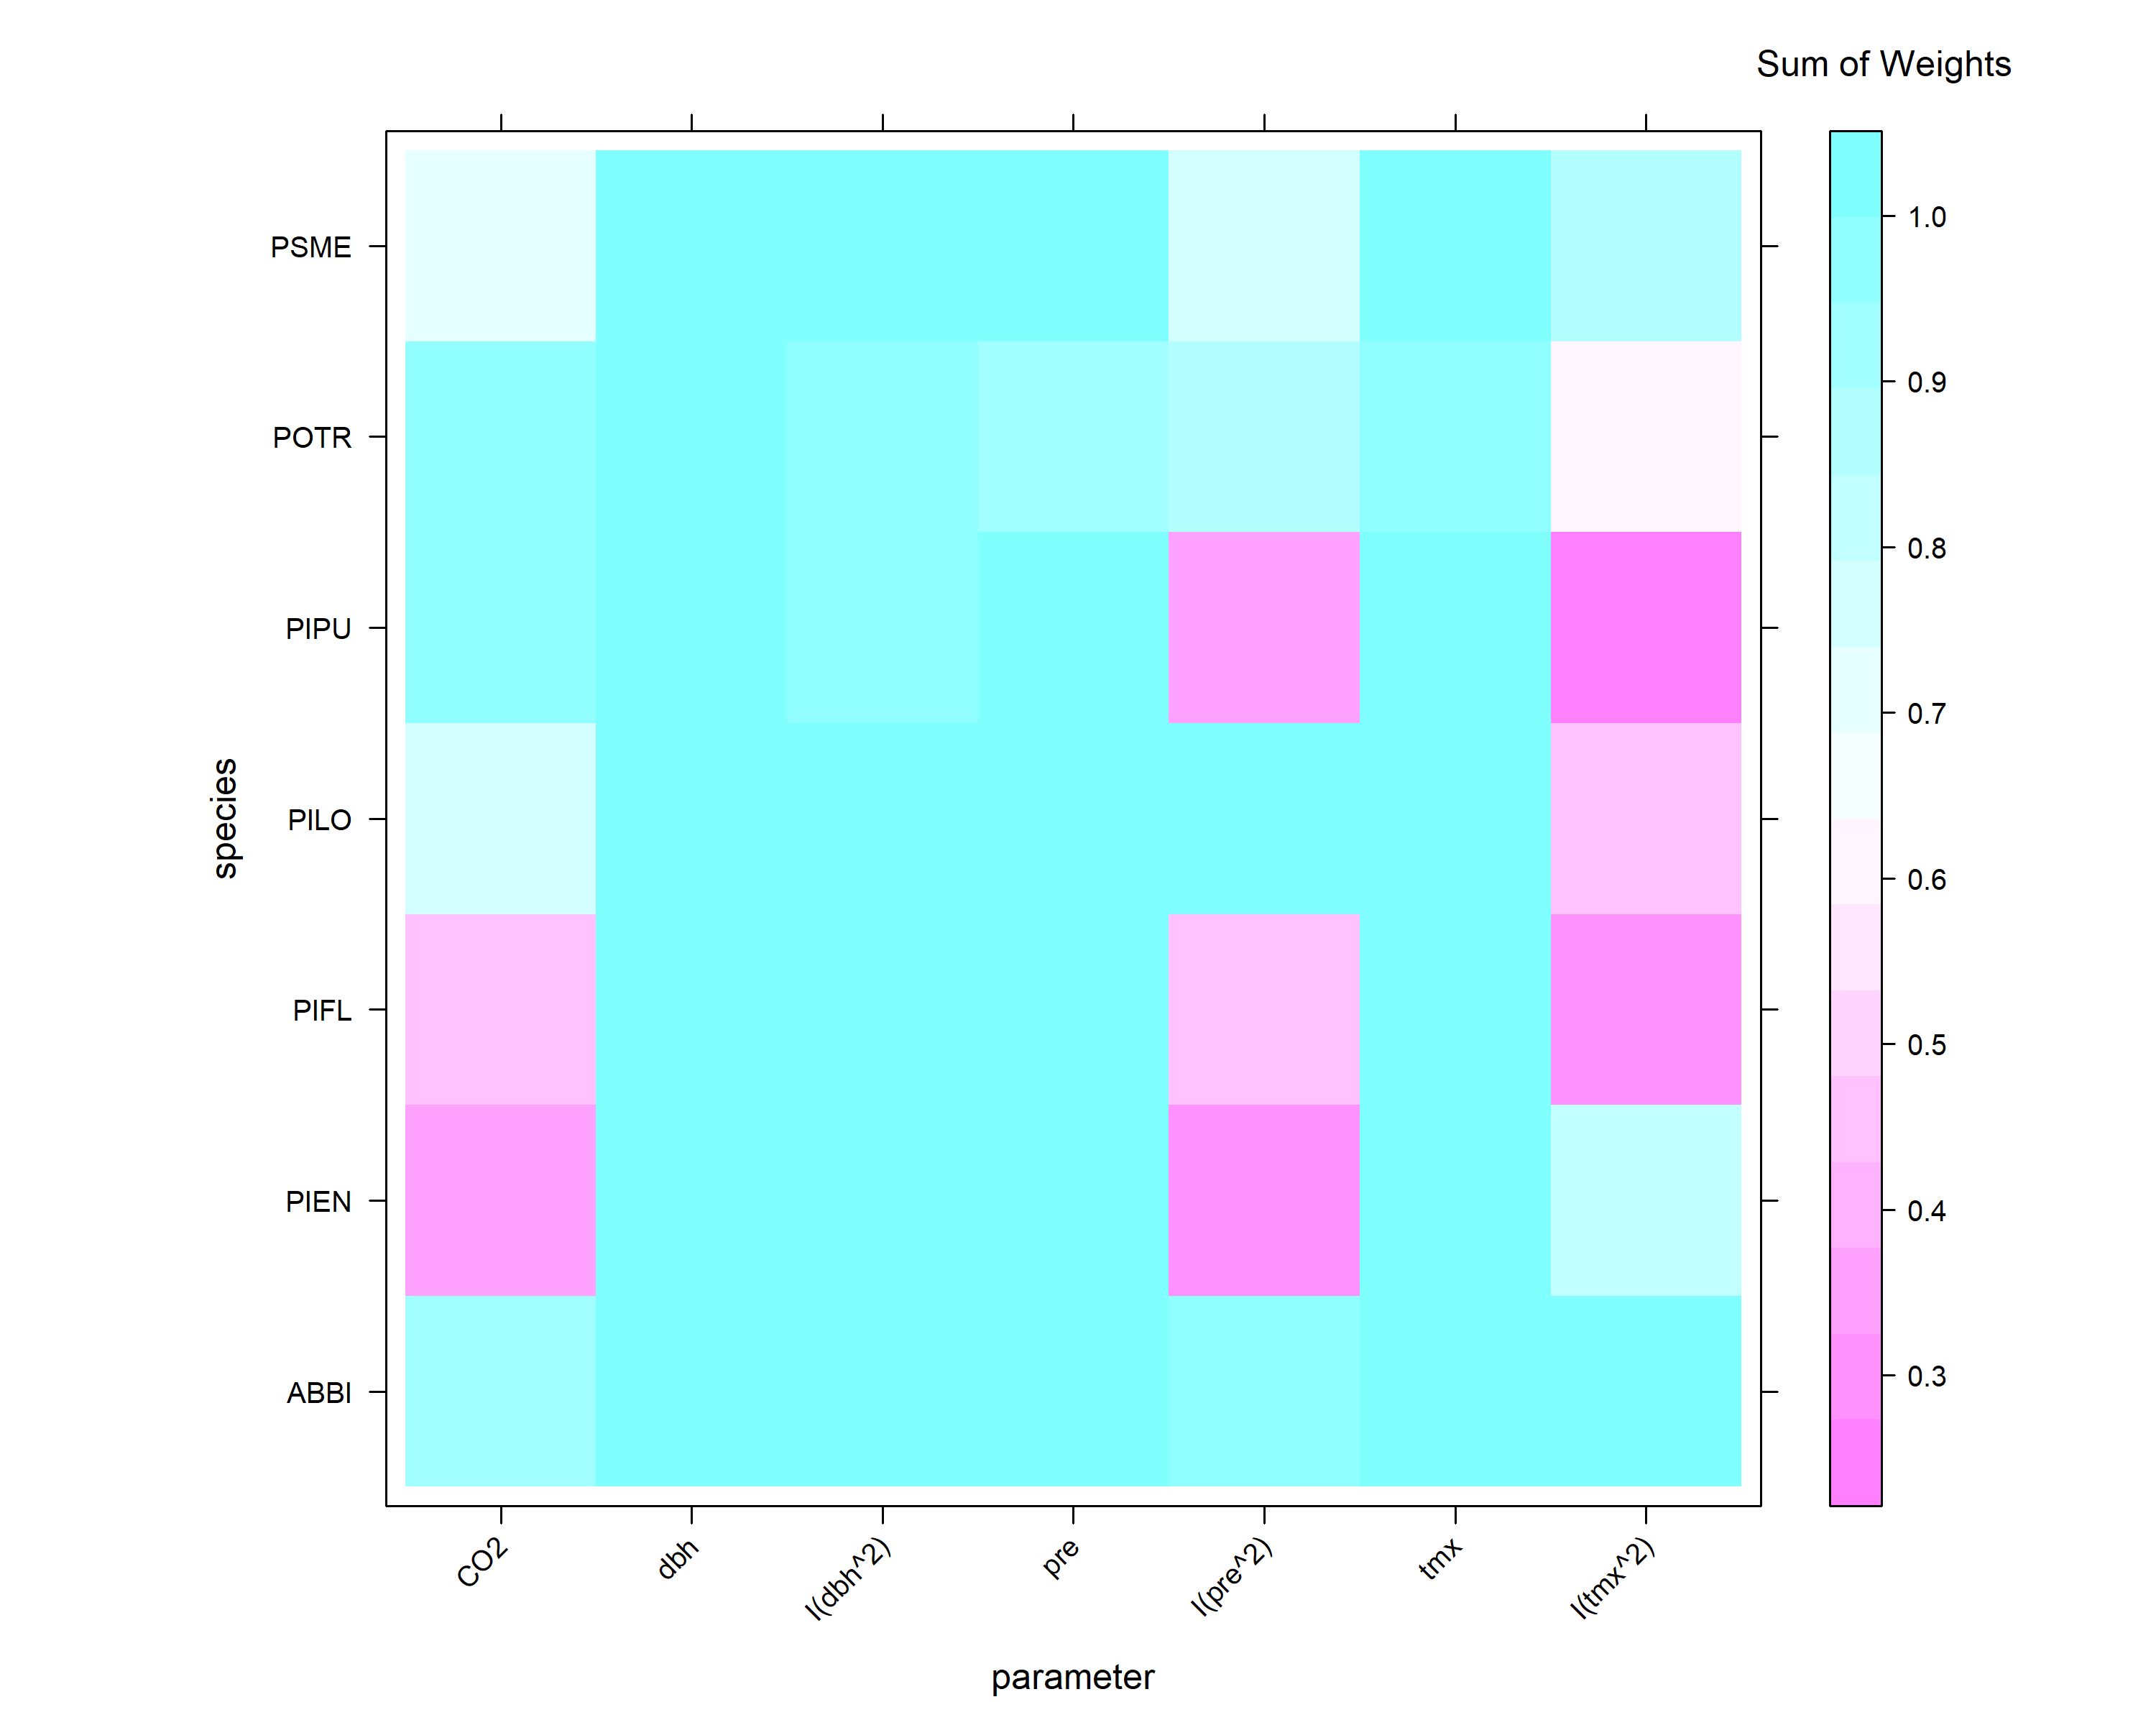 Sum of Weights
PSME
POTR
PIPU
PILO
PIFL
PIEN
ABBI
species
1.0
0.9
0.8
0.7
0.6
0.5
0.4
0.3
CO2
dbh
I(dbh^2)
pre
I(pre^2)
tmx
I(tmx^2)
parameter